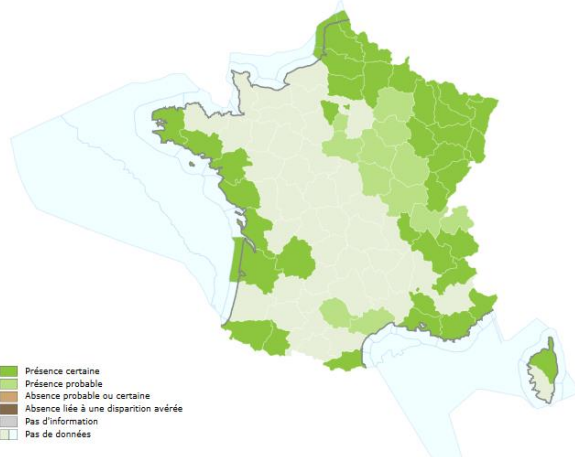 Présence certaine
Présence probable
Absence probable ou certaine
Absence liée à une disparition avérée
Pas d'information
Pas de données